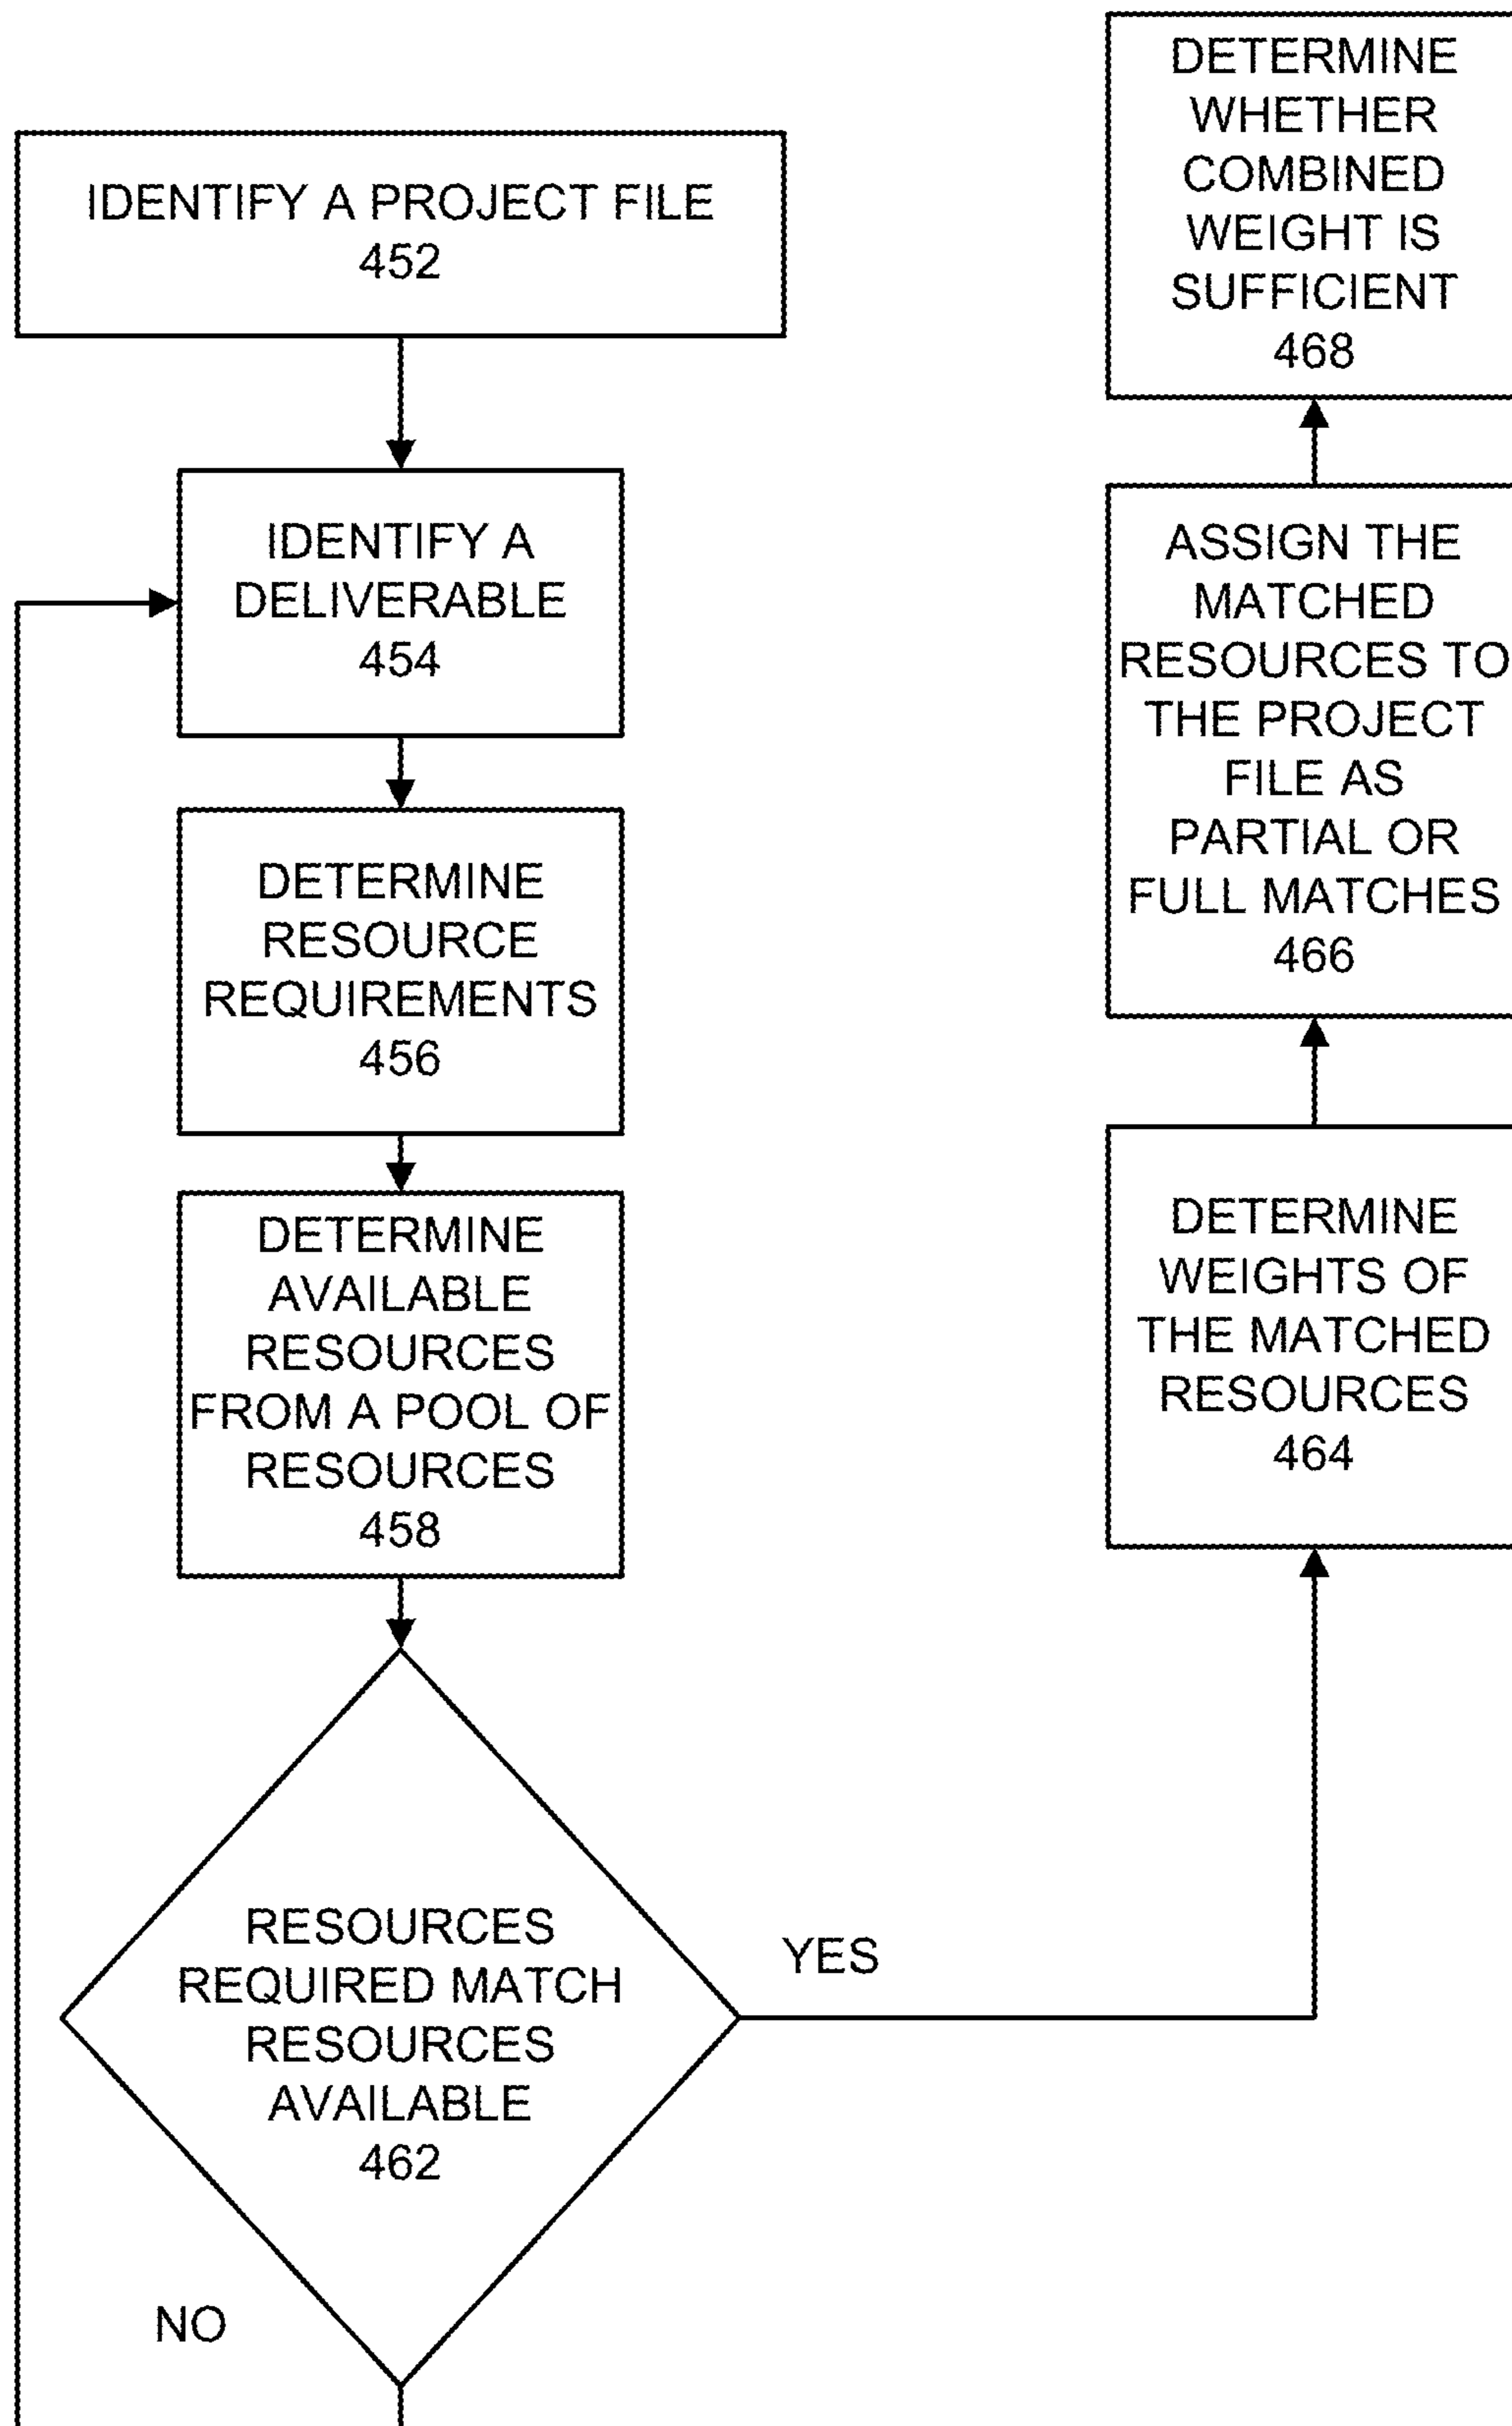 IDENTIFY A PROJECT FILE
452
IDENTIFY A
DELIVERABLE
454
DETERMINE
RESOURCE
REQUIREMENTS
456
DETERMINE
AVAILABLE
RESOURCES
FROM A POOL OF
RESOURCES
458
RESOURCES
REQUIRED MATCH
RESOURCES
AVAILABLE
462
NO
YES
DETERMINE
WEIGHTS OF
THE MATCHED
RESOURCES
464
ASSIGN THE
MATCHED
RESOURCES TO
THE PROJECT
FILE AS
PARTIAL OR
FULL MATCHES
466
DETERMINE
WHETHER
COMBINED
WEIGHT IS
SUFFICIENT
468